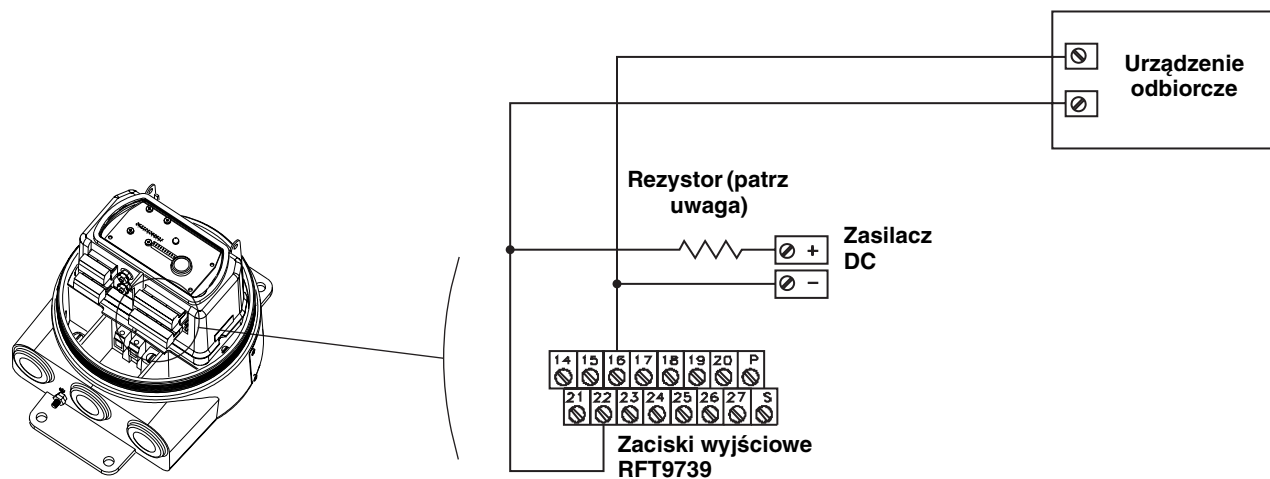 Urządzenie
odbiorcze
Rezystor (patrz
uwaga)
+
Zasilacz
DC
−
14 15 16 17 18 19 20 P
21 22 23 24 25 26 27 S
Zaciski wyjściowe
RFT9739